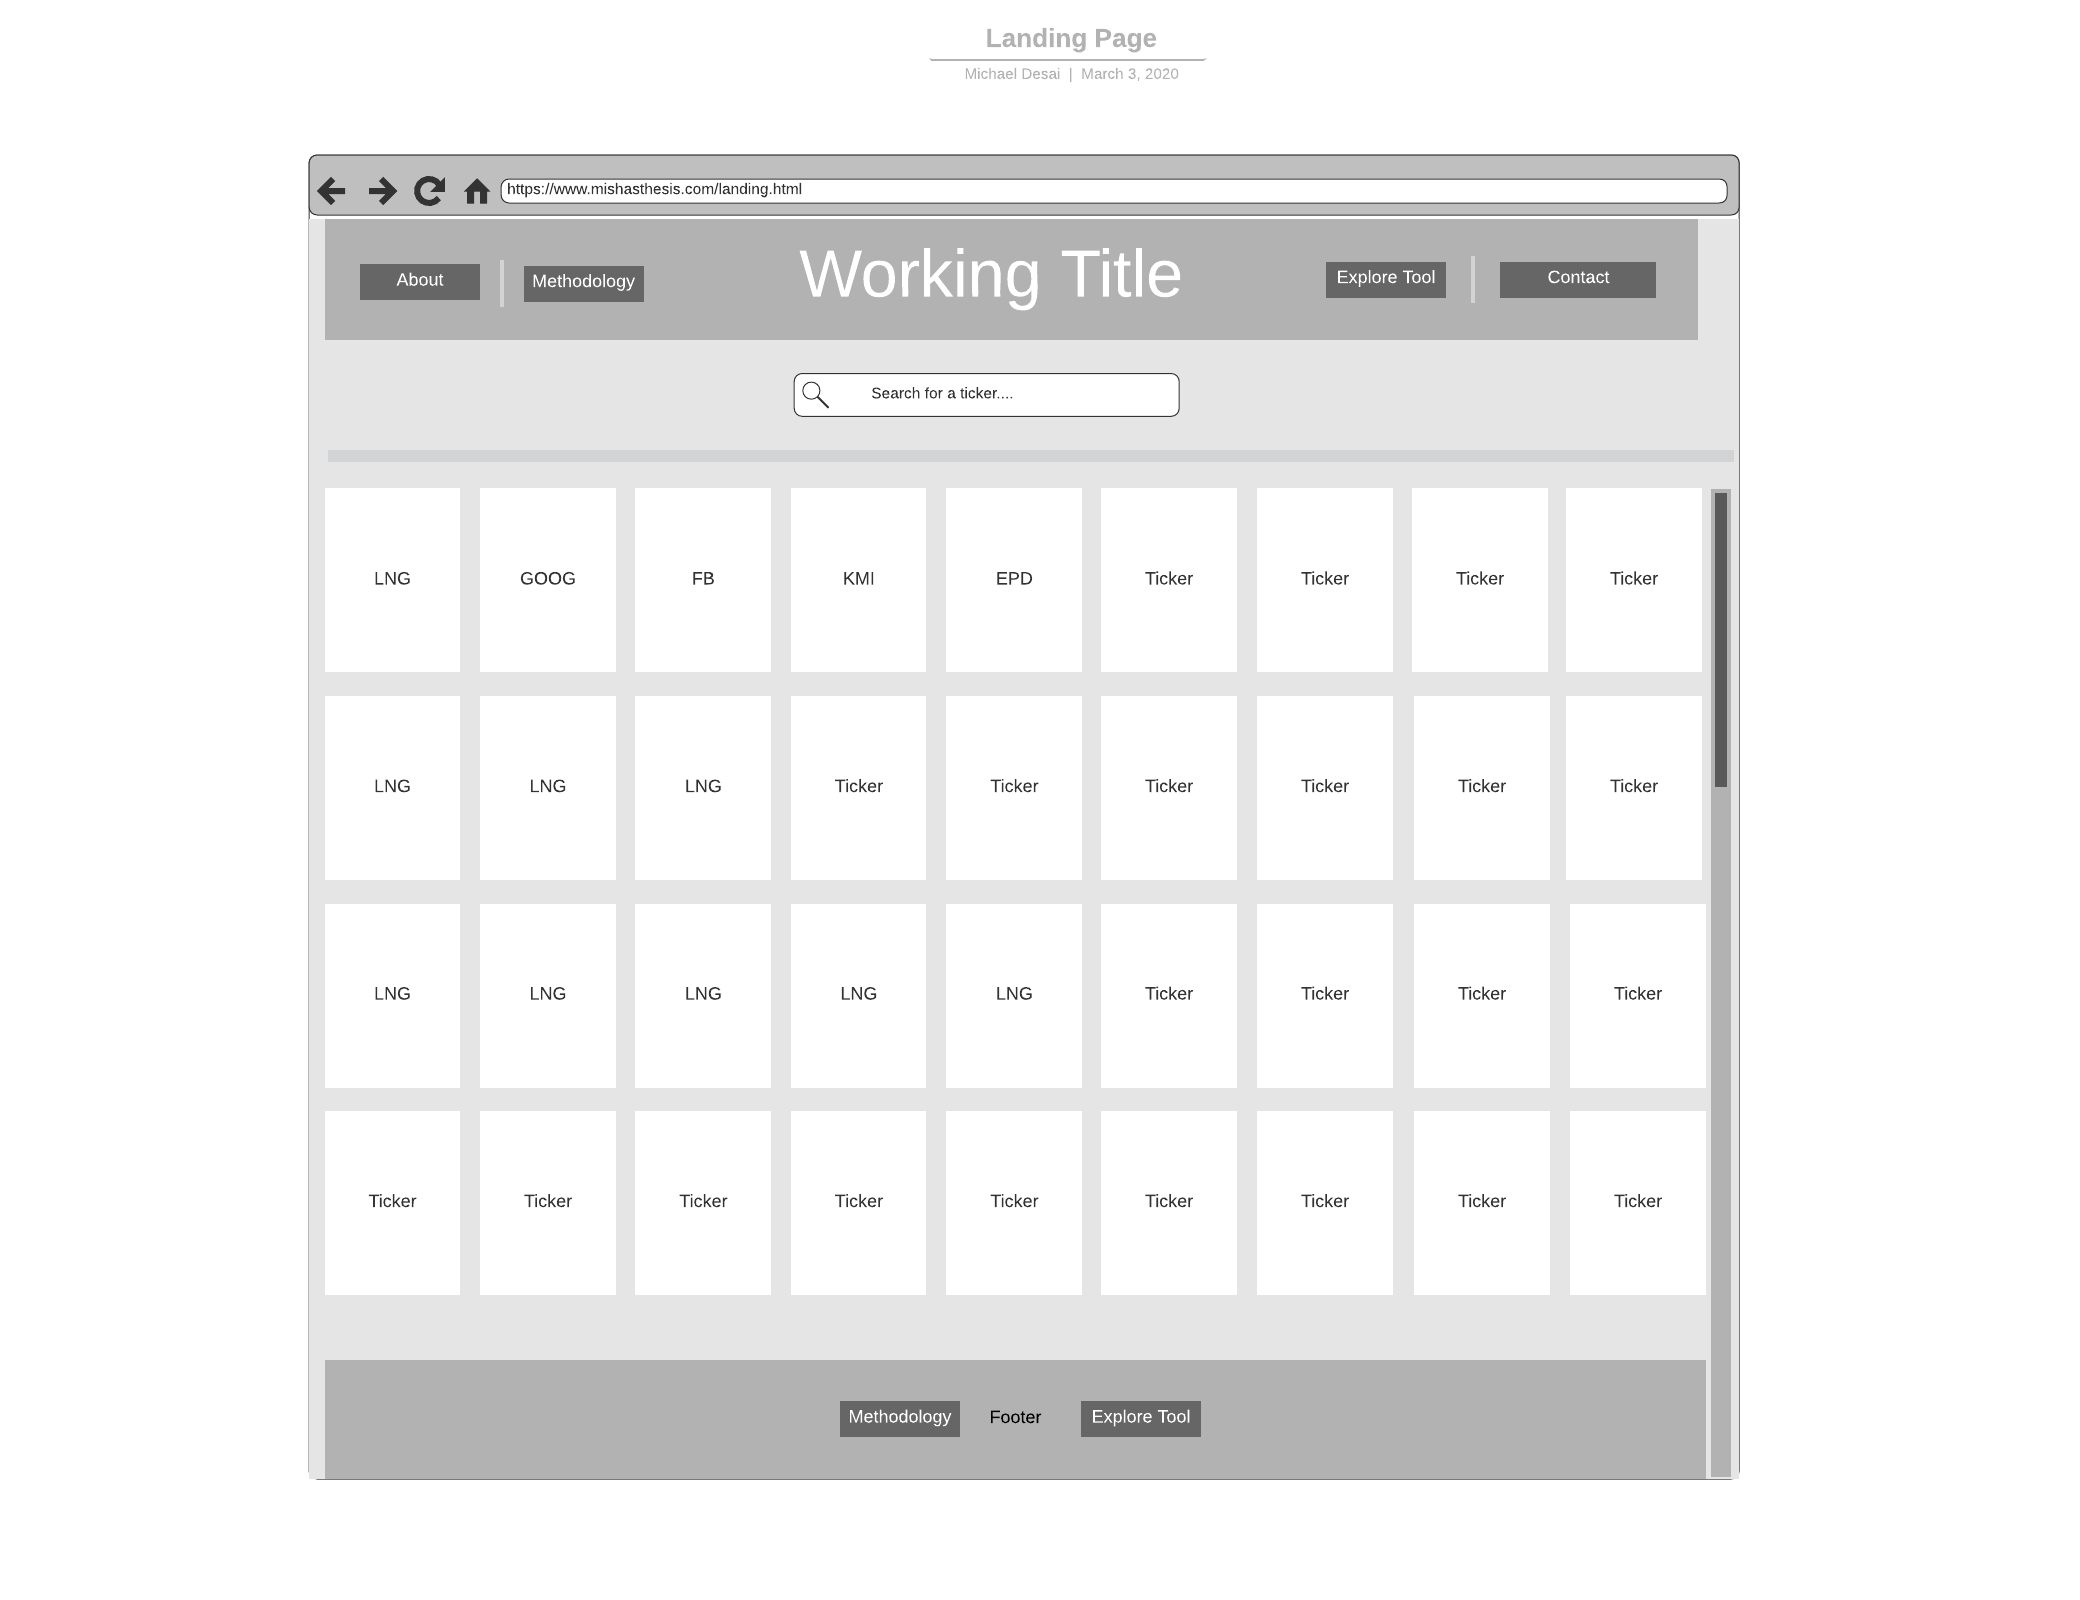 Landing Page
Michael Desai | March 3, 2020
https://www.mishasthesis.com/landing.html
About
Methodology
Working Title
Explore Tool
Contact
Search for a ticker....
LNG
GOOG
FB
KMI
EPD
Ticker
Ticker
Ticker
Ticker
LNG
LNG
LNG
Ticker
Ticker
Ticker
Ticker
Ticker
Ticker
LNG
LNG
LNG
LNG
LNG
Ticker
Ticker
Ticker
Ticker
Ticker
Ticker
Ticker
Ticker
Ticker
Ticker
Ticker
Ticker
Ticker
Methodology
Footer
Explore Tool